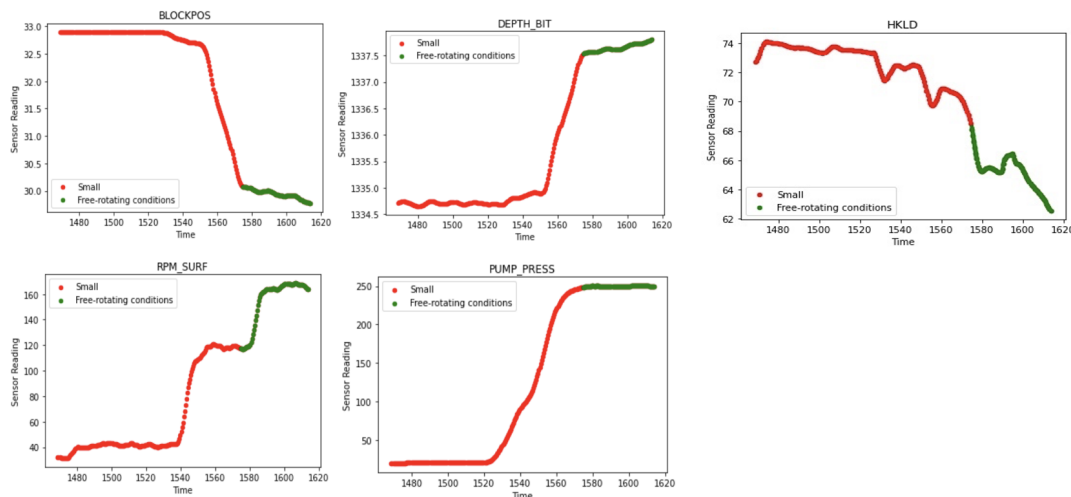 BLOCKPOS
33.0
32.5
32.0
31.5
31.0
30.5
30.0
Sensor Reading
Small
Free-rotating conditions
1480 1500 1520 1540 1560 1580 1600 1620
Time
DEPTH_BIT
1337.5
1337.0
1336.5
1336.0
1335.5
1335.0
1334.5
Sensor Reading
Small
Free-rotating conditions
1480 1500 1520 1540 1560 1580 1600 1620
Time
HKLD
74
72
70
68
66
64
62
Sensor Reading
Small
Free-rotating conditions
1480 1500 1520 1540 1560 1580 1600 1620
Time
RPM_SURF
160
140
120
100
80
60
40
Sensor Reading
Small
Free-rotating conditions
1480 1500 1520 1540 1560 1580 1600 1620
Time
PUMP_PRESS
250
200
150
100
50
Sensor Reading
Small
Free-rotating conditions
1480 1500 1520 1540 1560 1580 1600 1620
Time